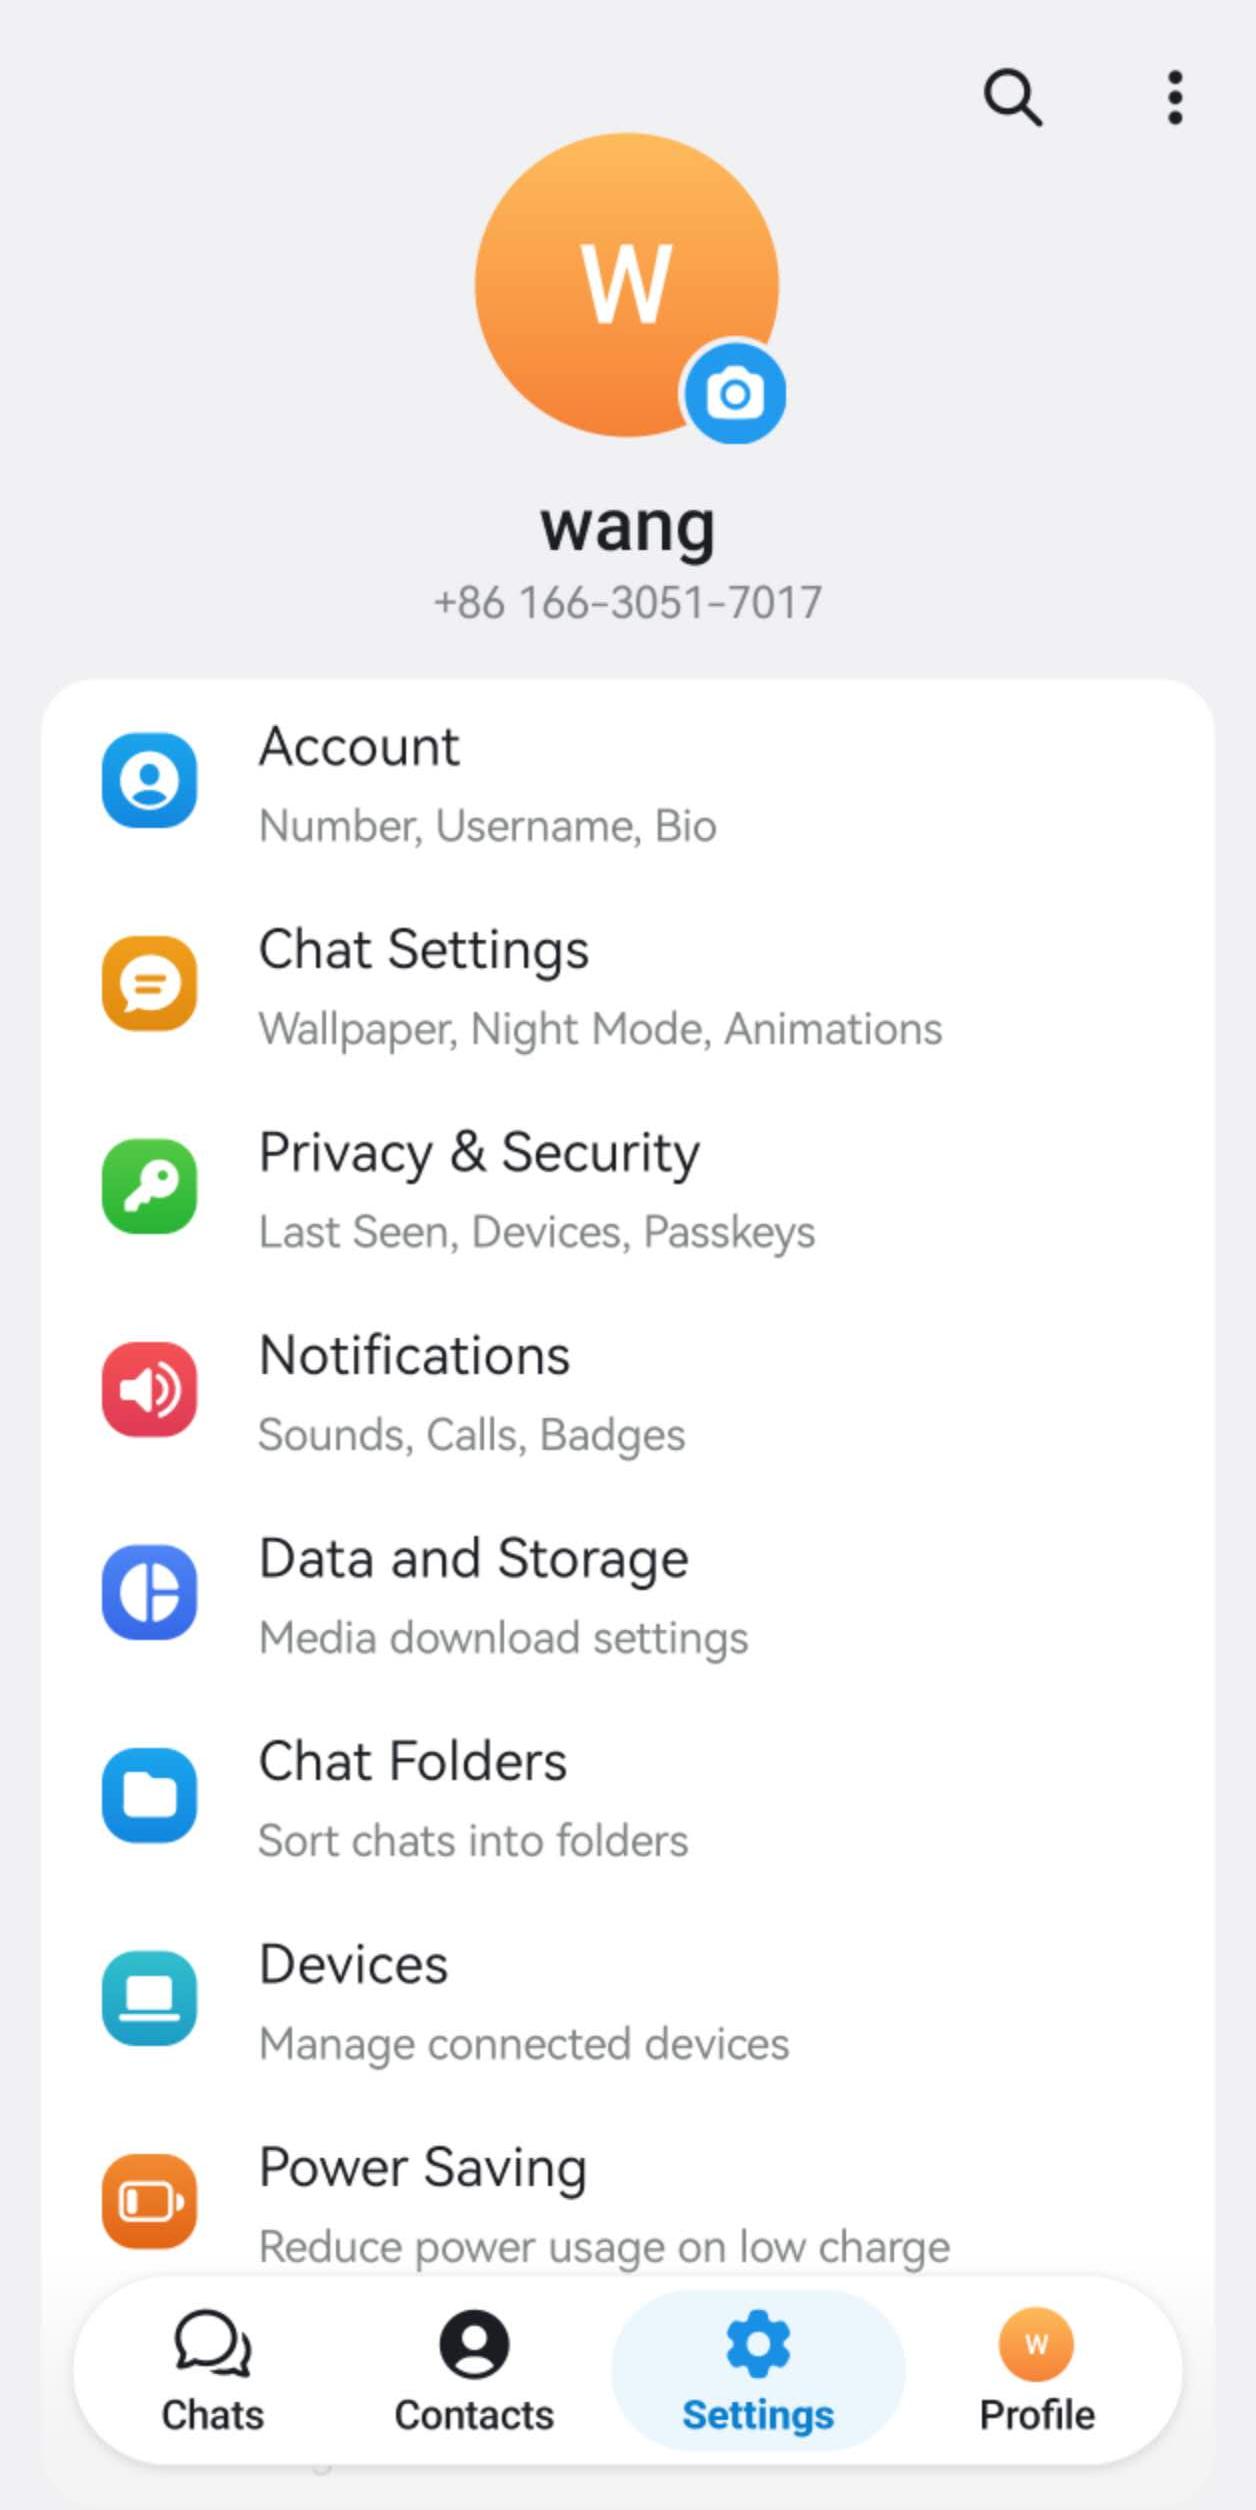 W
wang
+86 166-3051-7017
Account
Number, Username, Bio
Chat Settings
Wallpaper, Night Mode, Animations
Privacy & Security
Last Seen, Devices, Passkeys
Notifications
Sounds, Calls, Badges
Data and Storage
Media download settings
Chat Folders
Sort chats into folders
Devices
Manage connected devices
Power Saving
Reduce power usage on low charge
W
Chats Contacts Settings Profile